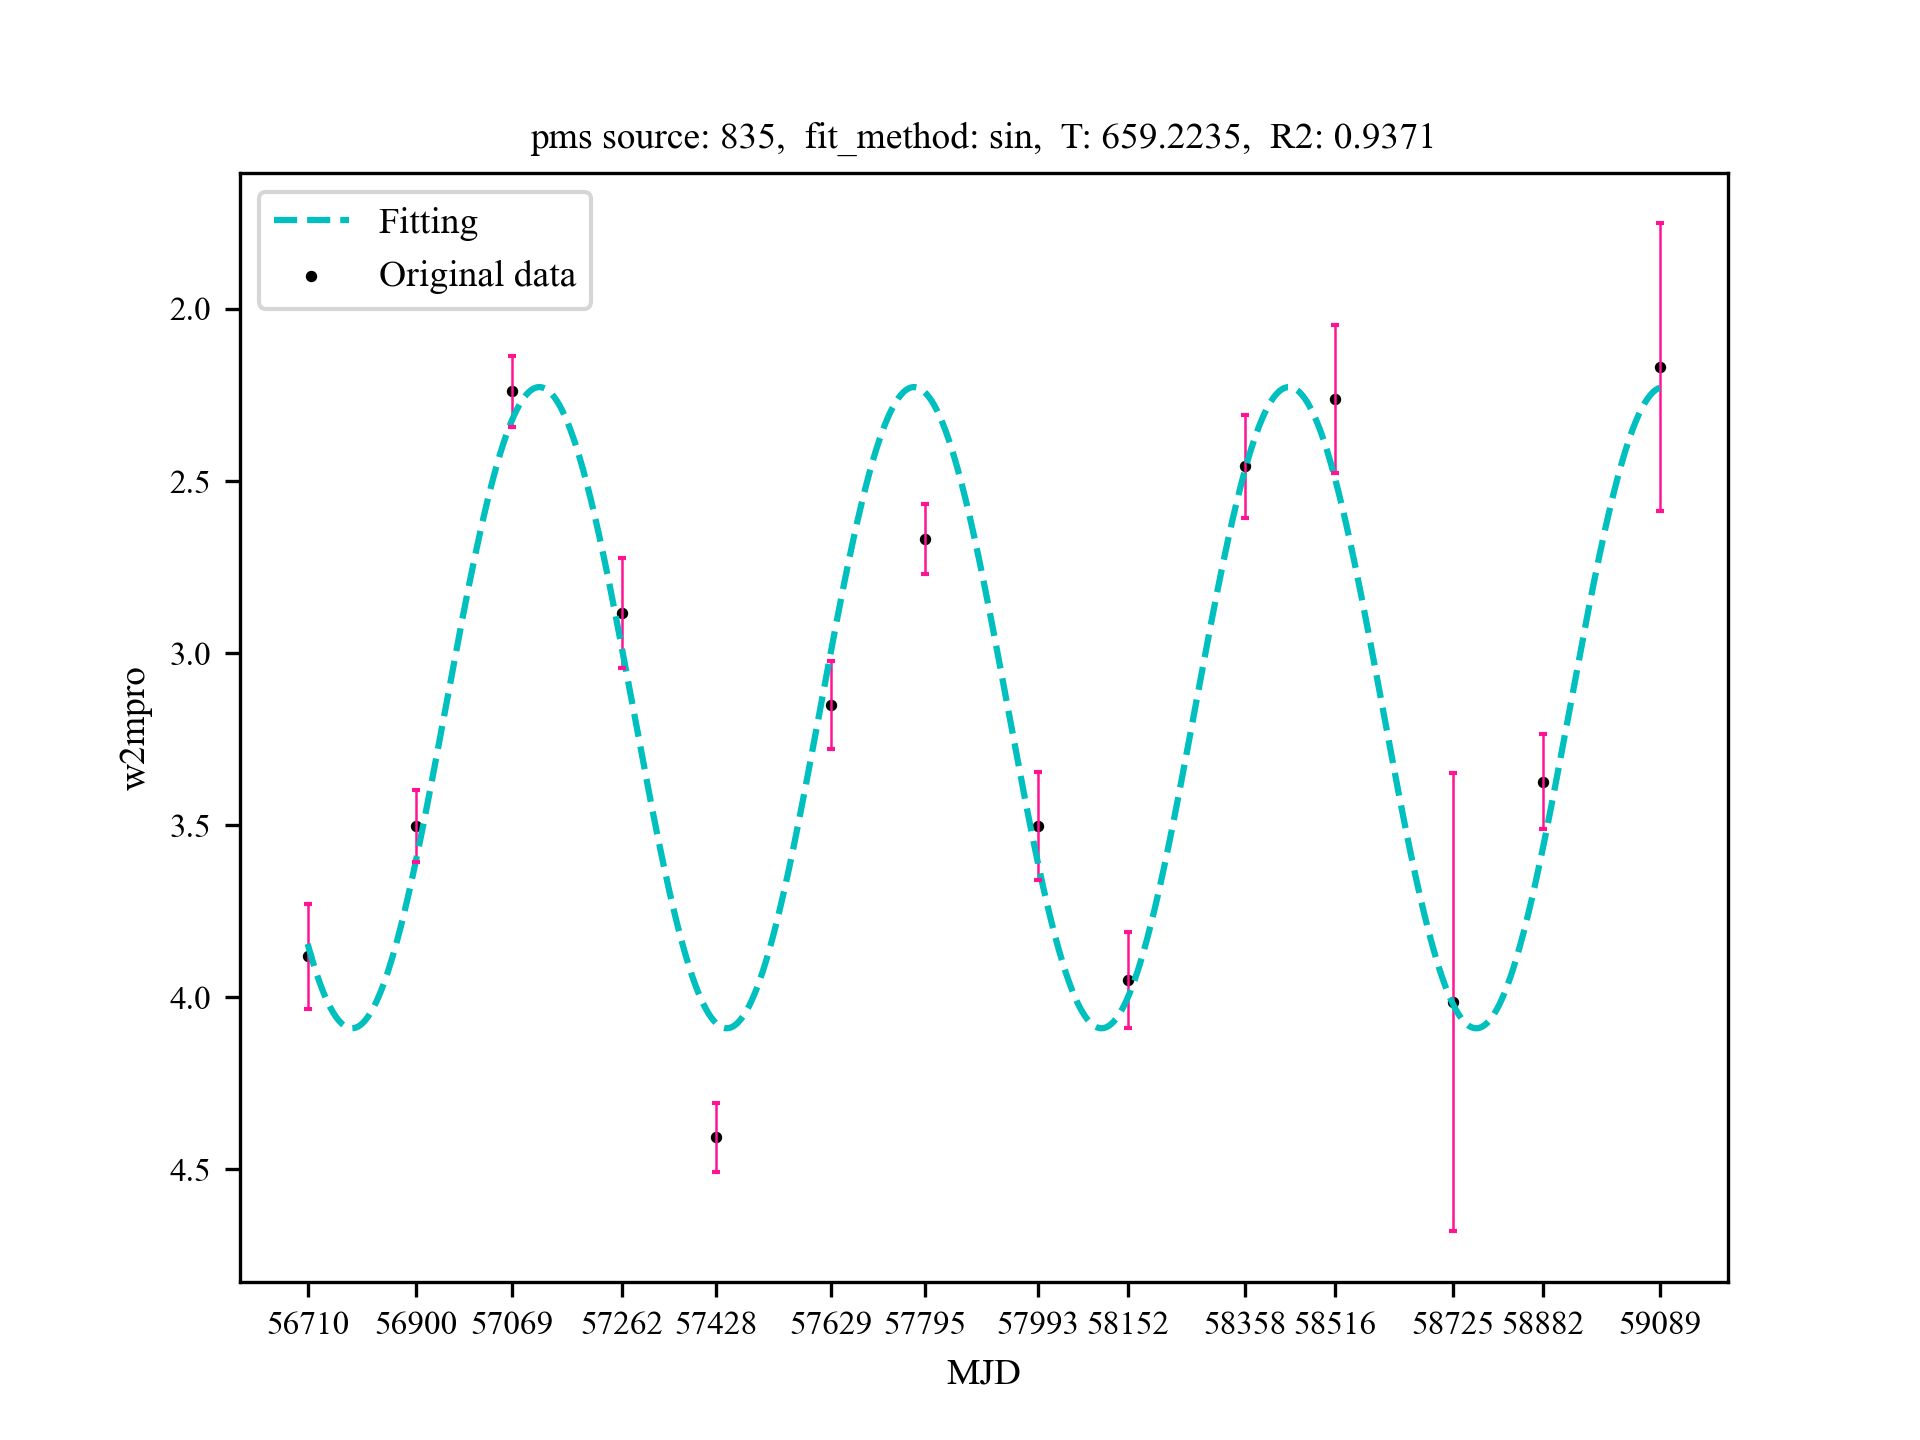 pms source: 835,  fit_method: sin,  T: 659.2235,  R2: 0.9371
Fitting
Original data
2.0
2.5
3.0
3.5
4.0
4.5
w2mpro
56710 56900 57069 57262 57428 57629 57795 57993 58152 58358 58516 58725 58882 59089
MJD